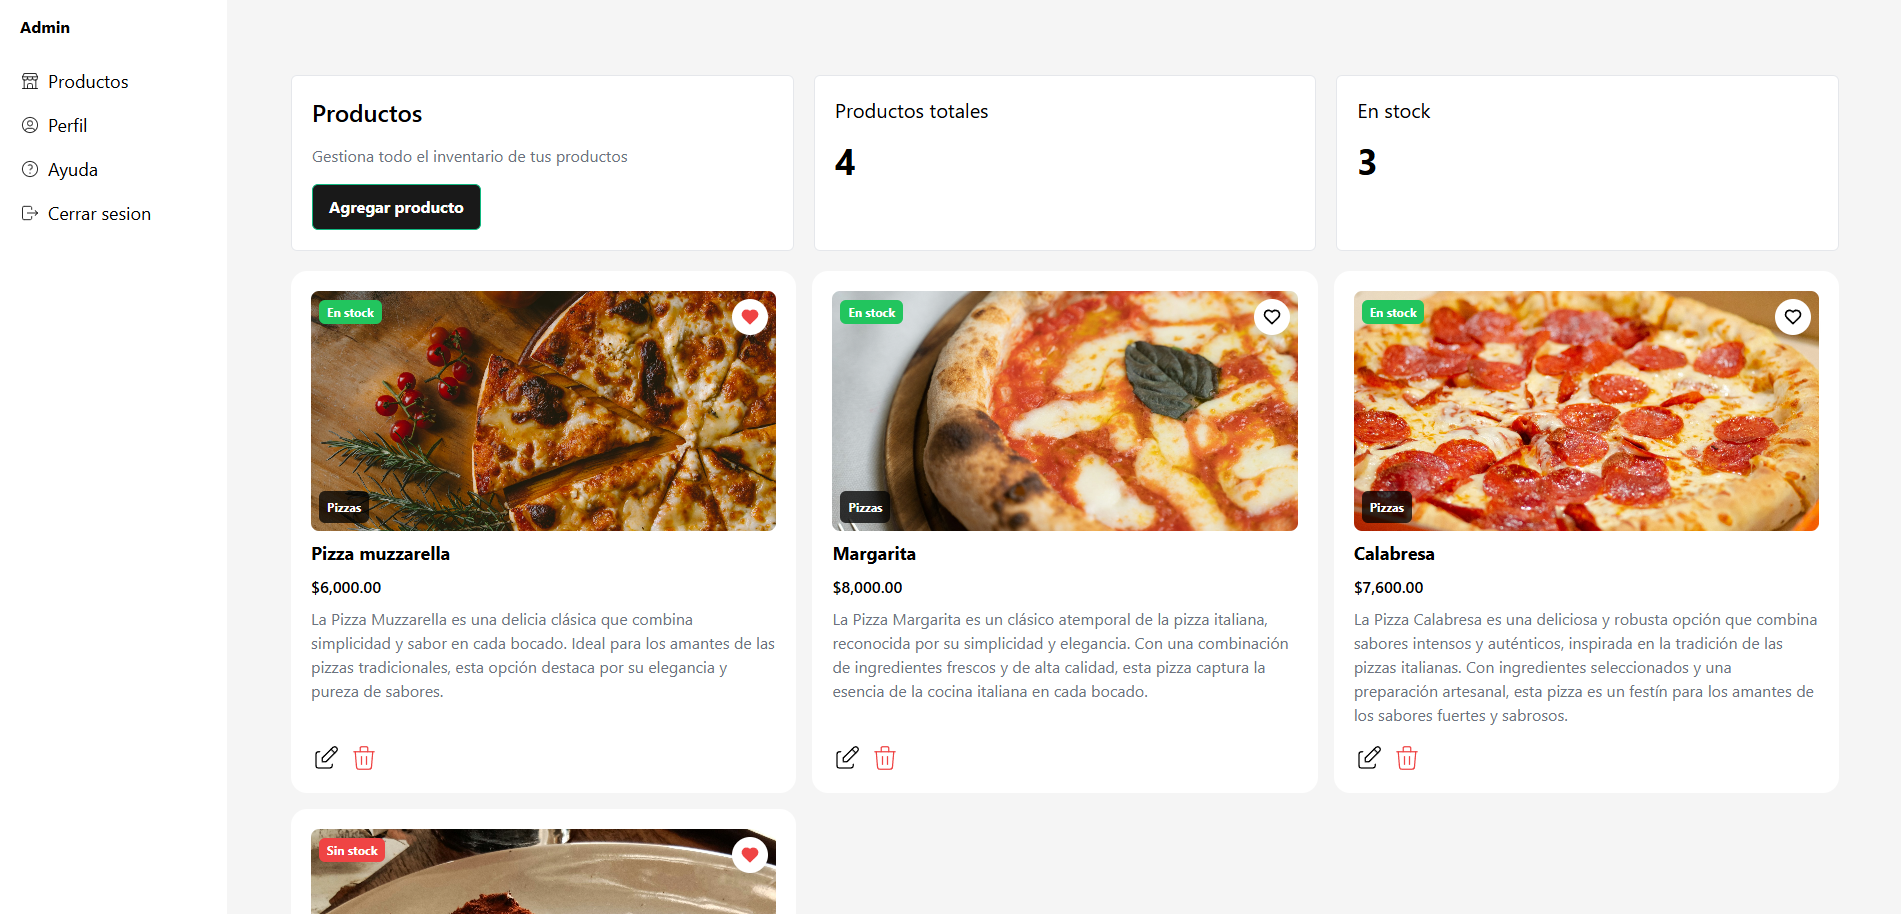 Admin
Productos
Perfil
Ayuda
Cerrar sesion
Productos
Gestiona todo el inventario de tus productos
Agregar producto
Productos totales
4
En stock
3
En stock
Pizzas
Pizza muzzarella
$6,000.00
La Pizza Muzzarella es una delicia clásica que combina
simplicidad y sabor en cada bocado. Ideal para los amantes de las
pizzas tradicionales, esta opción destaca por su elegancia y
pureza de sabores.
En stock
Pizzas
Margarita
$8,000.00
La Pizza Margarita es un clásico atemporal de la pizza italiana,
reconocida por su simplicidad y elegancia. Con una combinación
de ingredientes frescos y de alta calidad, esta pizza captura la
esencia de la cocina italiana en cada bocado.
En stock
Pizzas
Calabresa
$7,600.00
La Pizza Calabresa es una deliciosa y robusta opción que combina
sabores intensos y auténticos, inspirada en la tradición de las
pizzas italianas. Con ingredientes seleccionados y una
preparación artesanal, esta pizza es un festín para los amantes de
los sabores fuertes y sabrosos.
Sin stock